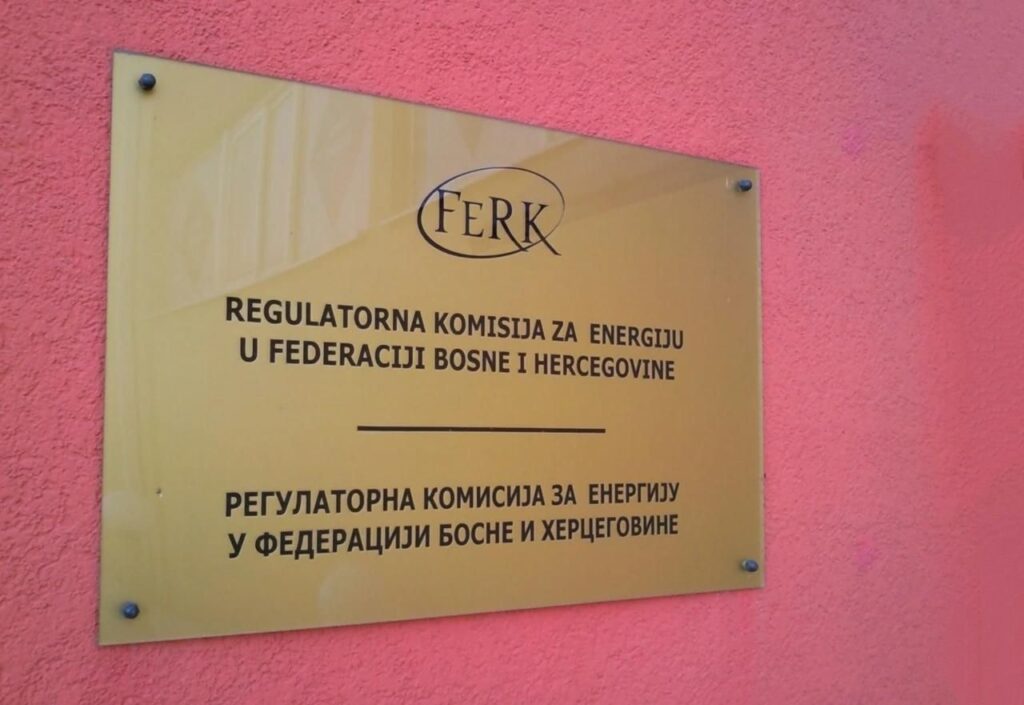 FERK
REGULATORNA KOMISIJA ZA ENERGIJU
U FEDERACIJI BOSNE I HERCEGOVINE
РЕГУЛАТОРНА КОМИСИЈА ЗА ЕНЕРГИЈУ
У ФЕДЕРАЦИЈИ БОСНЕ И ХЕРЦЕГОВИНЕ